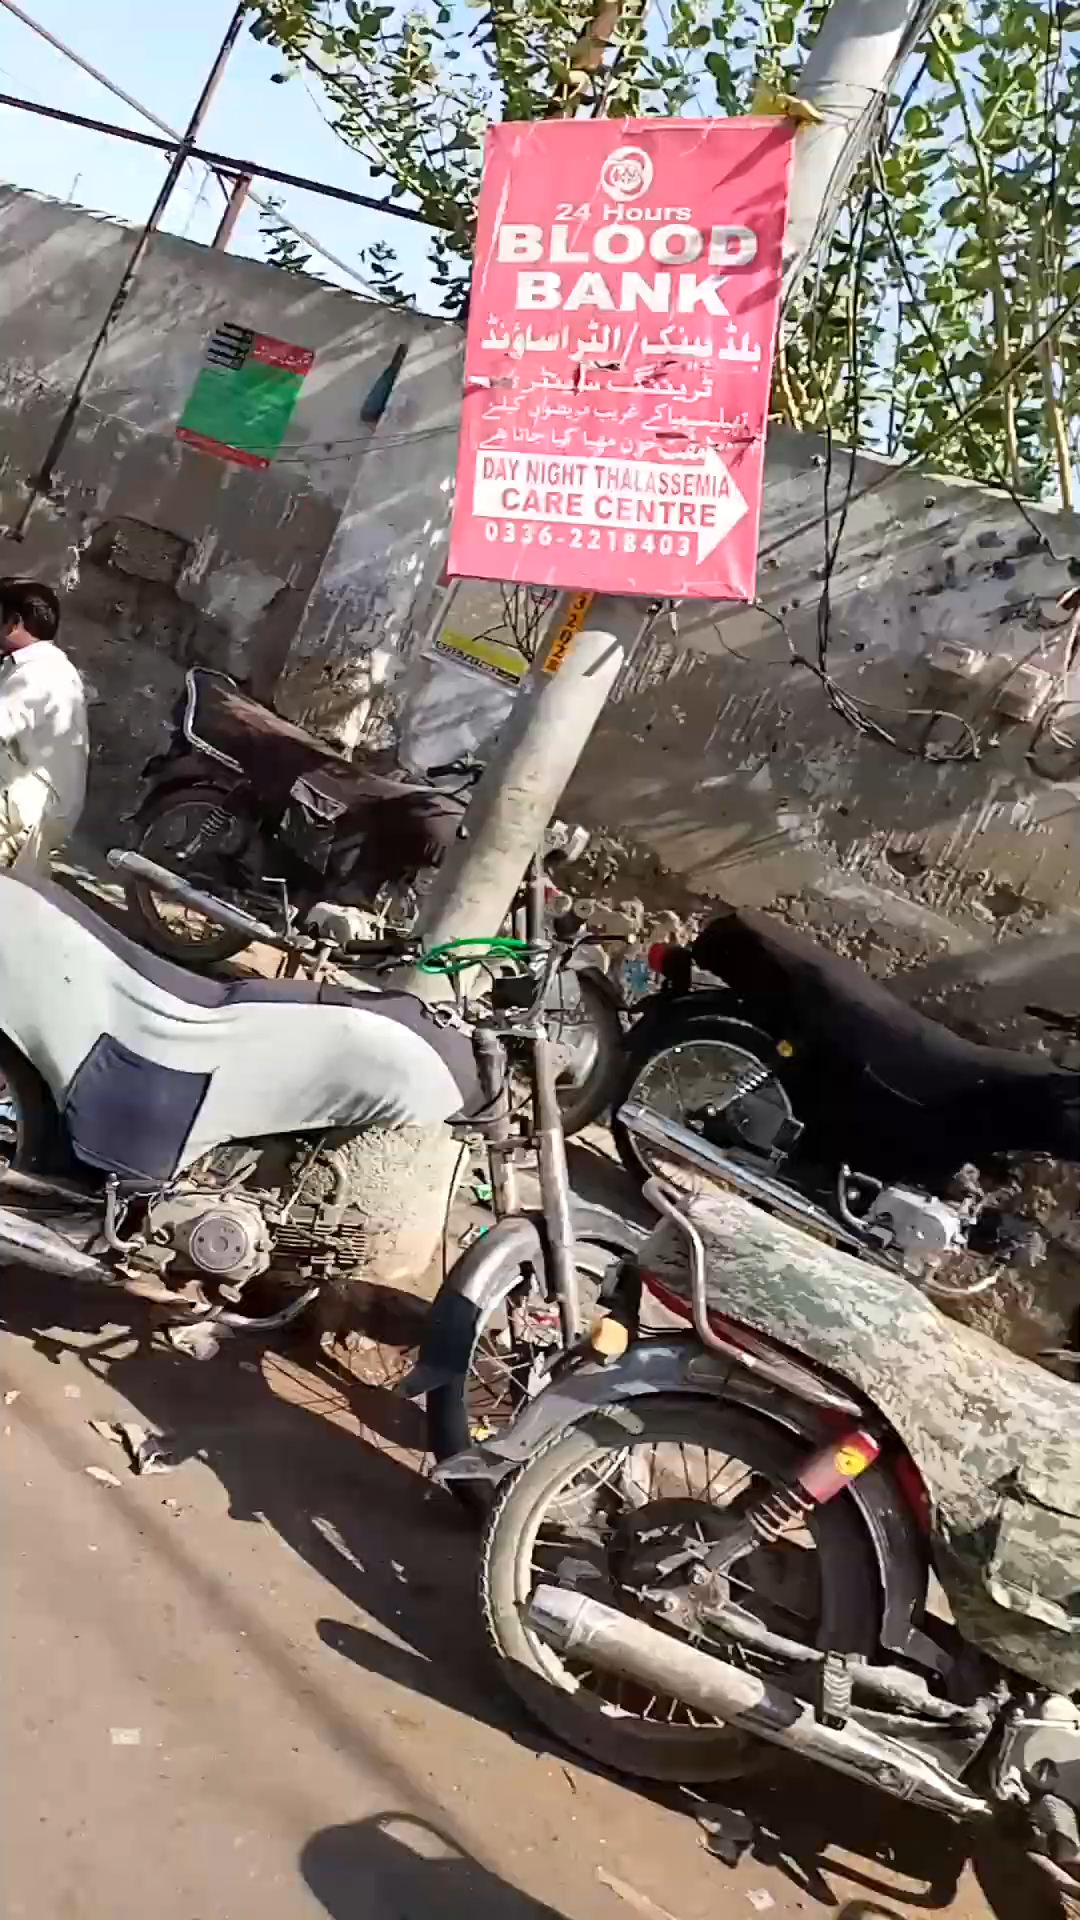 24 Hours
BLOOD
BANK
بلڈ بینک/الٹراساؤنڈ
ٹریننگ سینٹر
تھیلیسیمیا کے غریب مریضوں کیلئے
مفت خون مہیا کیا جاتا ہے
DAY NIGHT THALASSEMIA
CARE CENTRE
0336-2218403